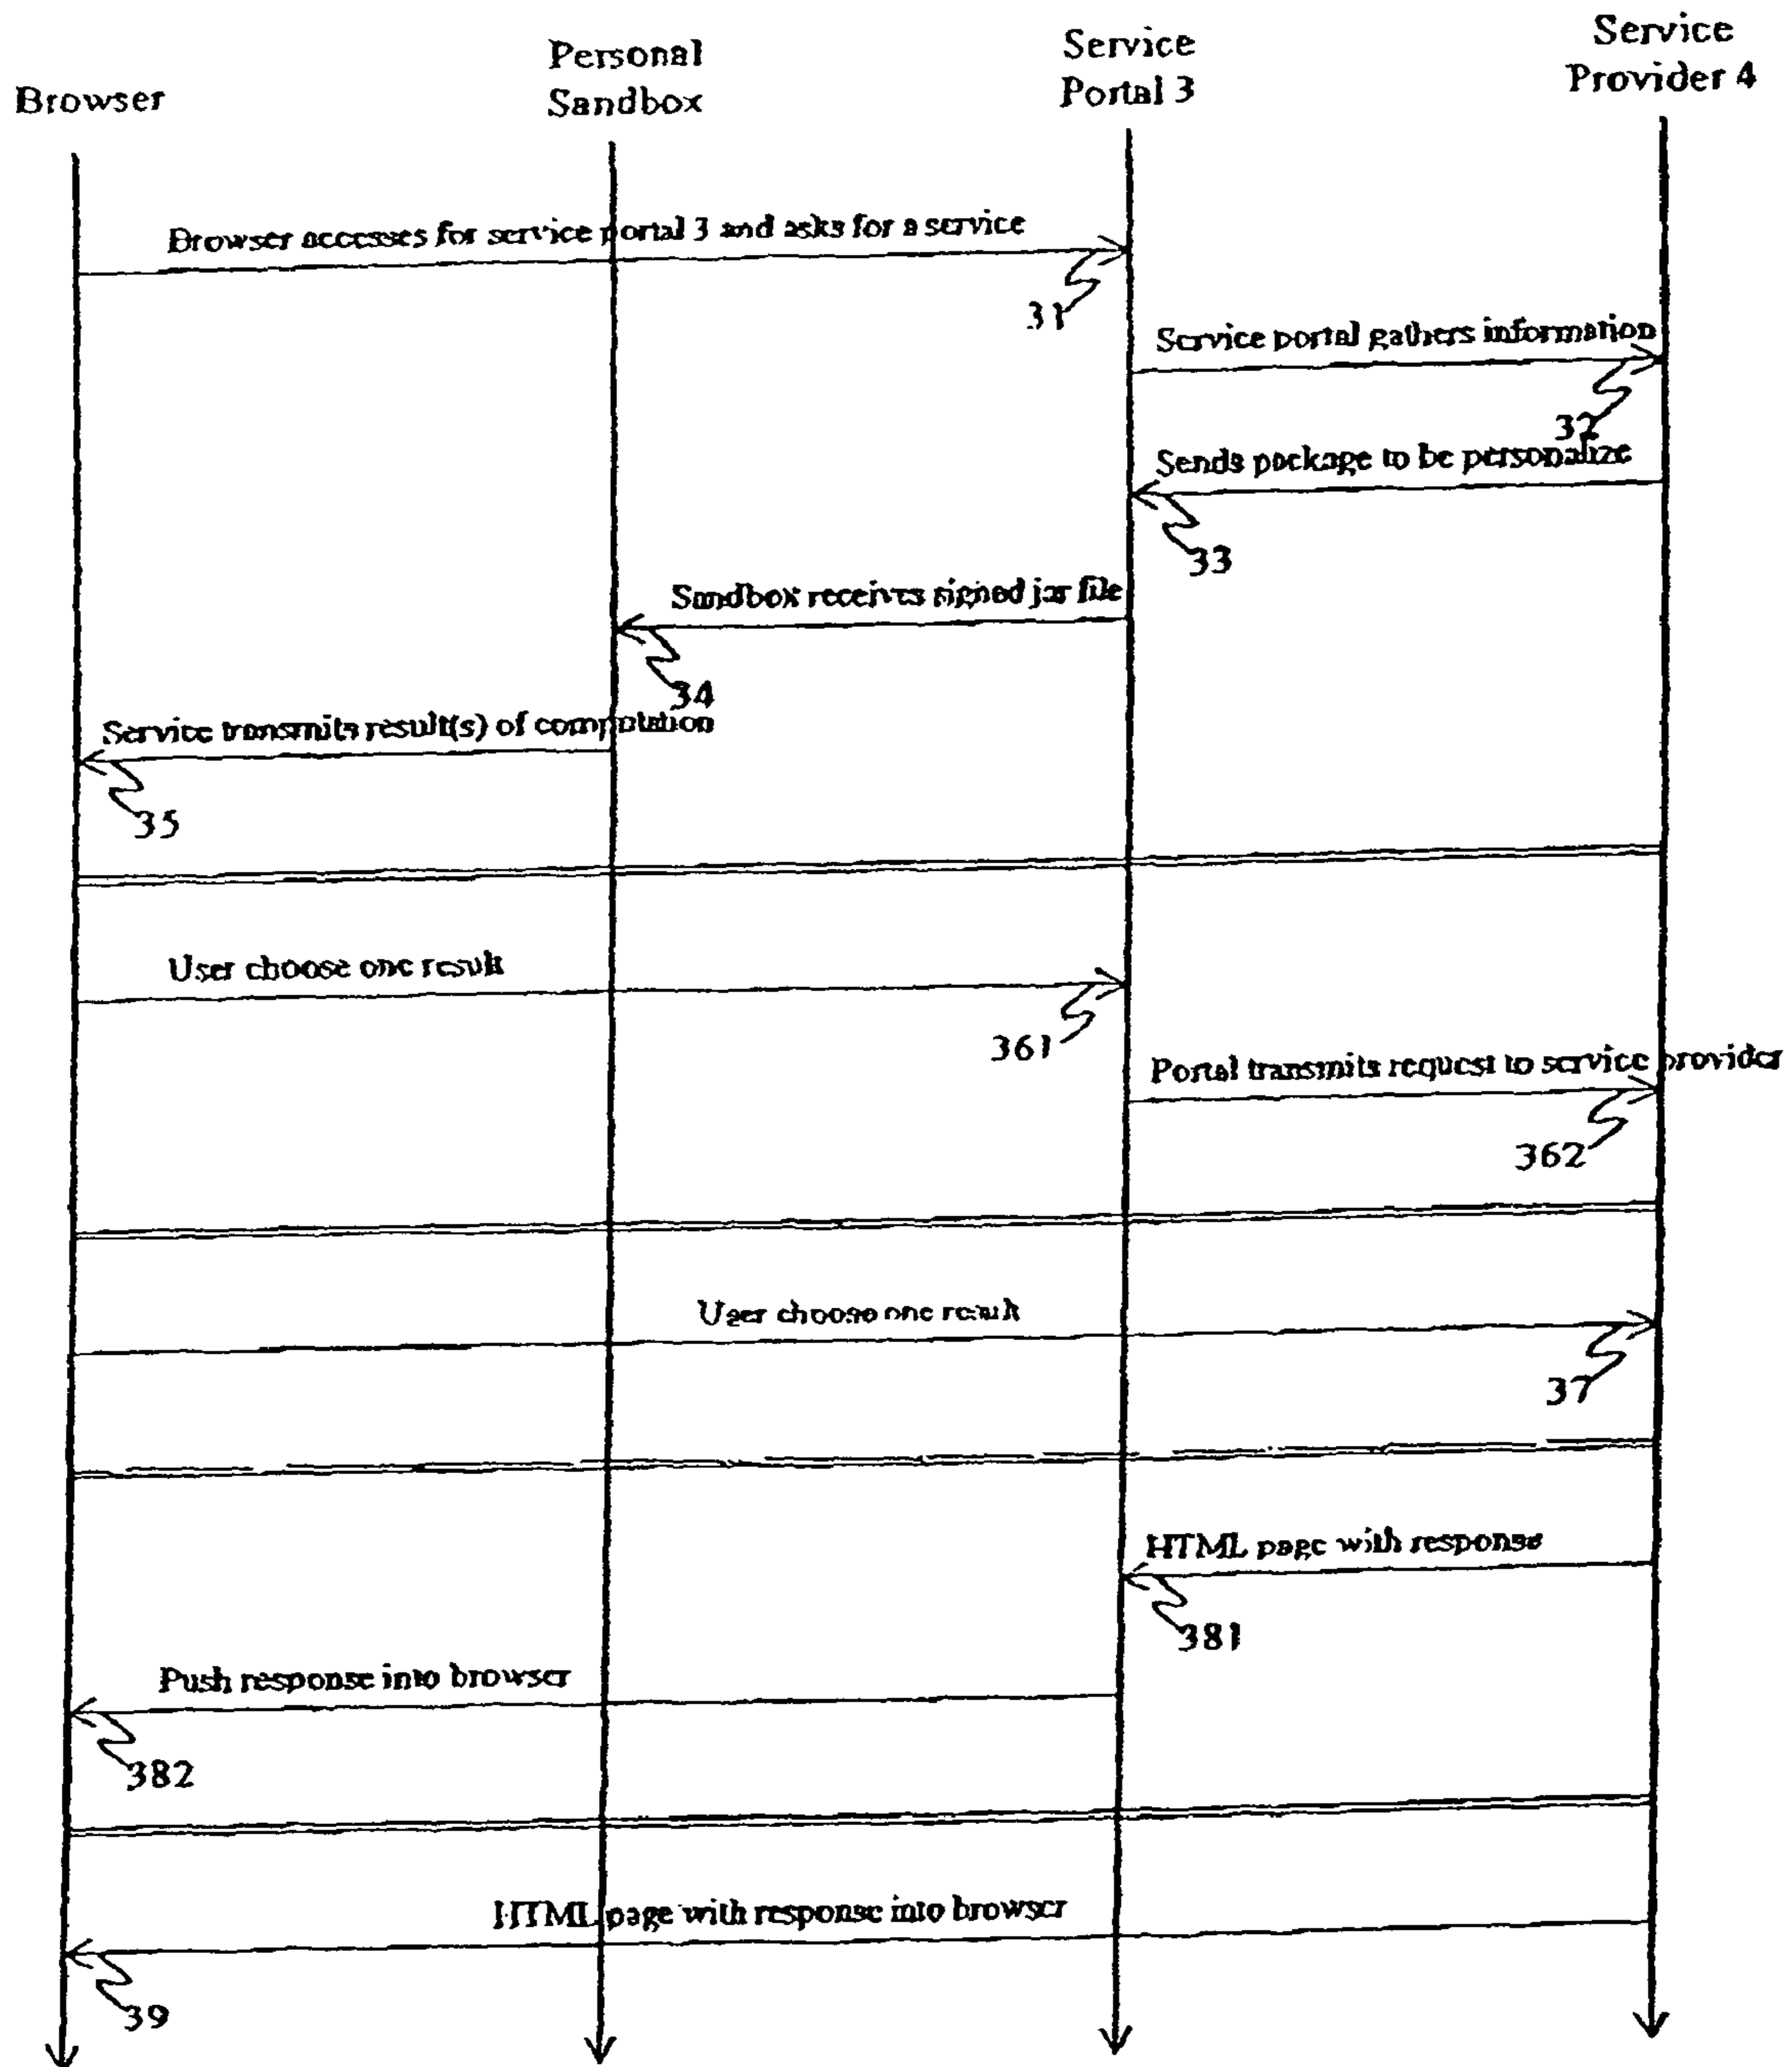 Browser
Personal
Sandbox
Service
Portal 3
Service
Provider 4
Browser accesses for service portal 3 and asks for a service
31
Service portal gathers information
32
Sends package to be personalize
33
Sandbox receives signed jar file
34
Service transmits result(s) of computation
35
User choose one result
361
Portal transmits request to service provider
362
User choose one result
37
HTML page with response
381
Push response into browser
382
HTML page with response into browser
39